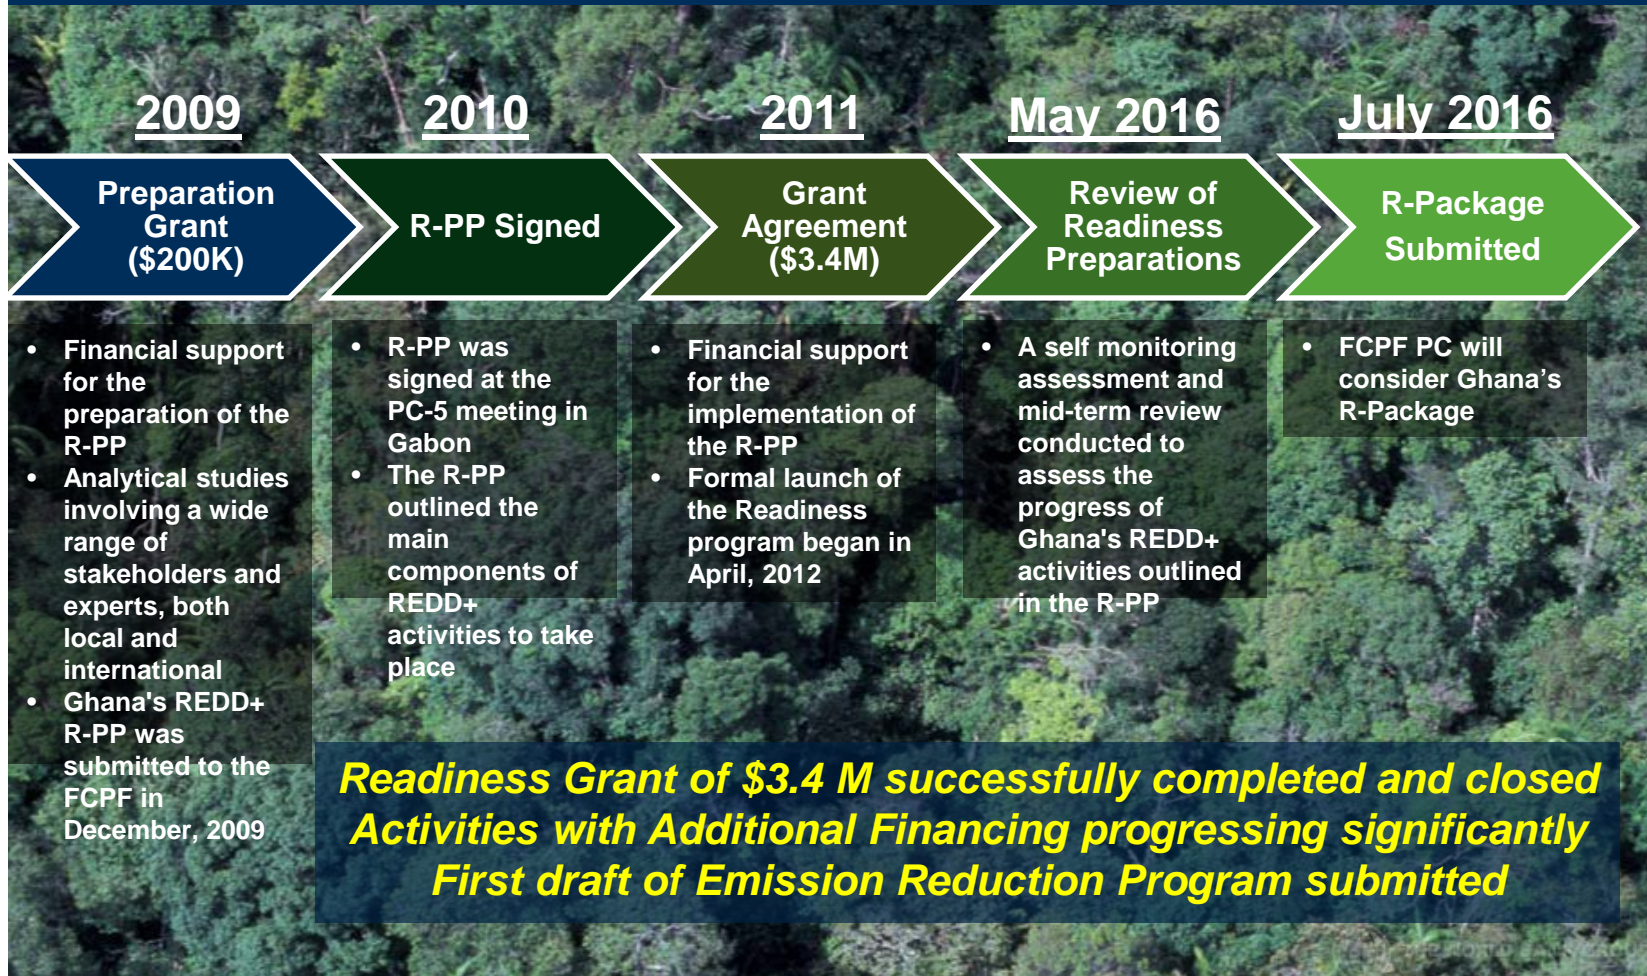 2009
Preparation
Grant
($200K)
• Financial support
for the
preparation of the
R-PP
• Analytical studies
involving a wide
range of
stakeholders and
experts, both
local and
international
• Ghana's REDD+
R-PP was
submitted to the
FCPF in
December, 2009
2010
R-PP Signed
• R-PP was
signed at the
PC-5 meeting in
Gabon
• The R-PP
outlined the
main
components of
REDD+
activities to take
place
2011
Grant
Agreement
($3.4M)
• Financial support
for the
implementation of
the R-PP
• Formal launch of
the Readiness
program began in
April, 2012
May 2016
Review of
Readiness
Preparations
• A self monitoring
assessment and
mid-term review
conducted to
assess the
progress of
Ghana's REDD+
activities outlined
in the R-PP
July 2016
R-Package
Submitted
• FCPF PC will
consider Ghana’s
R-Package
Readiness Grant of $3.4 M successfully completed and closed
Activities with Additional Financing progressing significantly
First draft of Emission Reduction Program submitted